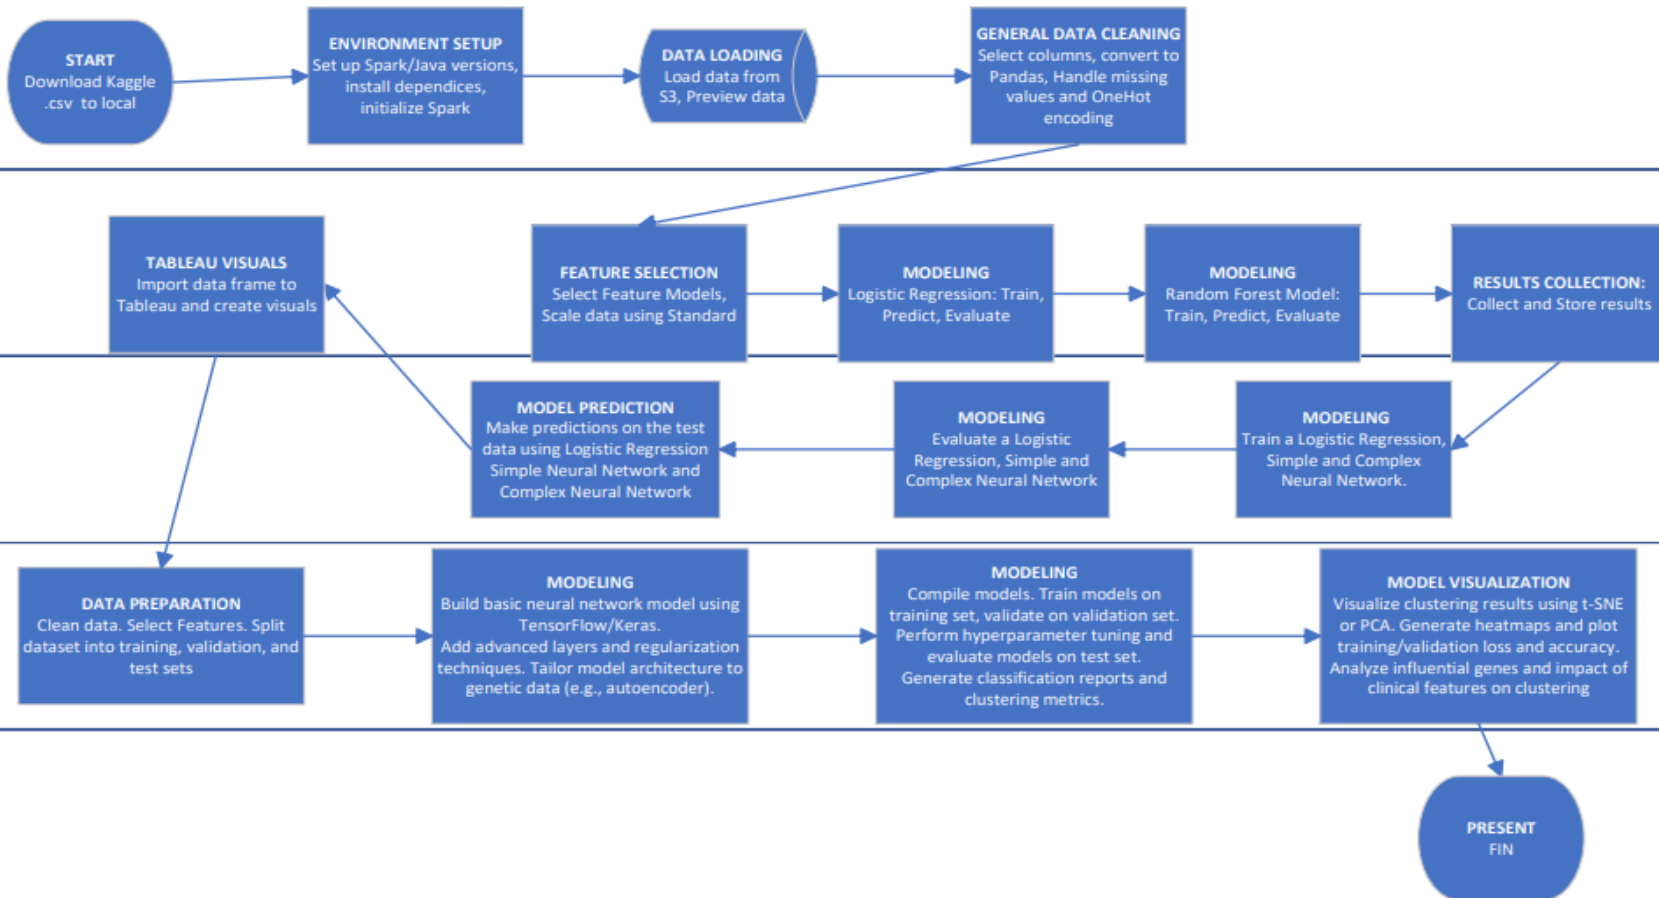 START
Download Kaggle
.csv to local
ENVIRONMENT SETUP
Set up Spark/Java versions,
install dependices,
initialize Spark
DATA LOADING
Load data from
S3, Preview data
GENERAL DATA CLEANING
Select columns, convert to
Pandas, Handle missing
values and OneHot
encoding
FEATURE SELECTION
Select Feature Models,
Scale data using Standard
MODELING
Logistic Regression: Train,
Predict, Evaluate
MODELING
Random Forest Model:
Train, Predict, Evaluate
RESULTS COLLECTION:
Collect and Store results
MODELING
Train a Logistic Regression,
Simple and Complex
Neural Network.
MODELING
Evaluate a Logistic
Regression, Simple and
Complex Neural Network
MODEL PREDICTION
Make predictions on the test
data using Logistic Regression
Simple Neural Network and
Complex Neural Network
TABLEAU VISUALS
Import data frame to
Tableau and create visuals
DATA PREPARATION
Clean data. Select Features. Split
dataset into training, validation, and
test sets
MODELING
Build basic neural network model using
TensorFlow/Keras.
Add advanced layers and regularization
techniques. Tailor model architecture to
genetic data (e.g., autoencoder).
MODELING
Compile models. Train models on
training set, validate on validation set.
Perform hyperparameter tuning and
evaluate models on test set.
Generate classification reports and
clustering metrics.
MODEL VISUALIZATION
Visualize clustering results using t-SNE
or PCA. Generate heatmaps and plot
training/validation loss and accuracy.
Analyze influential genes and impact of
clinical features on clustering
PRESENT
FIN